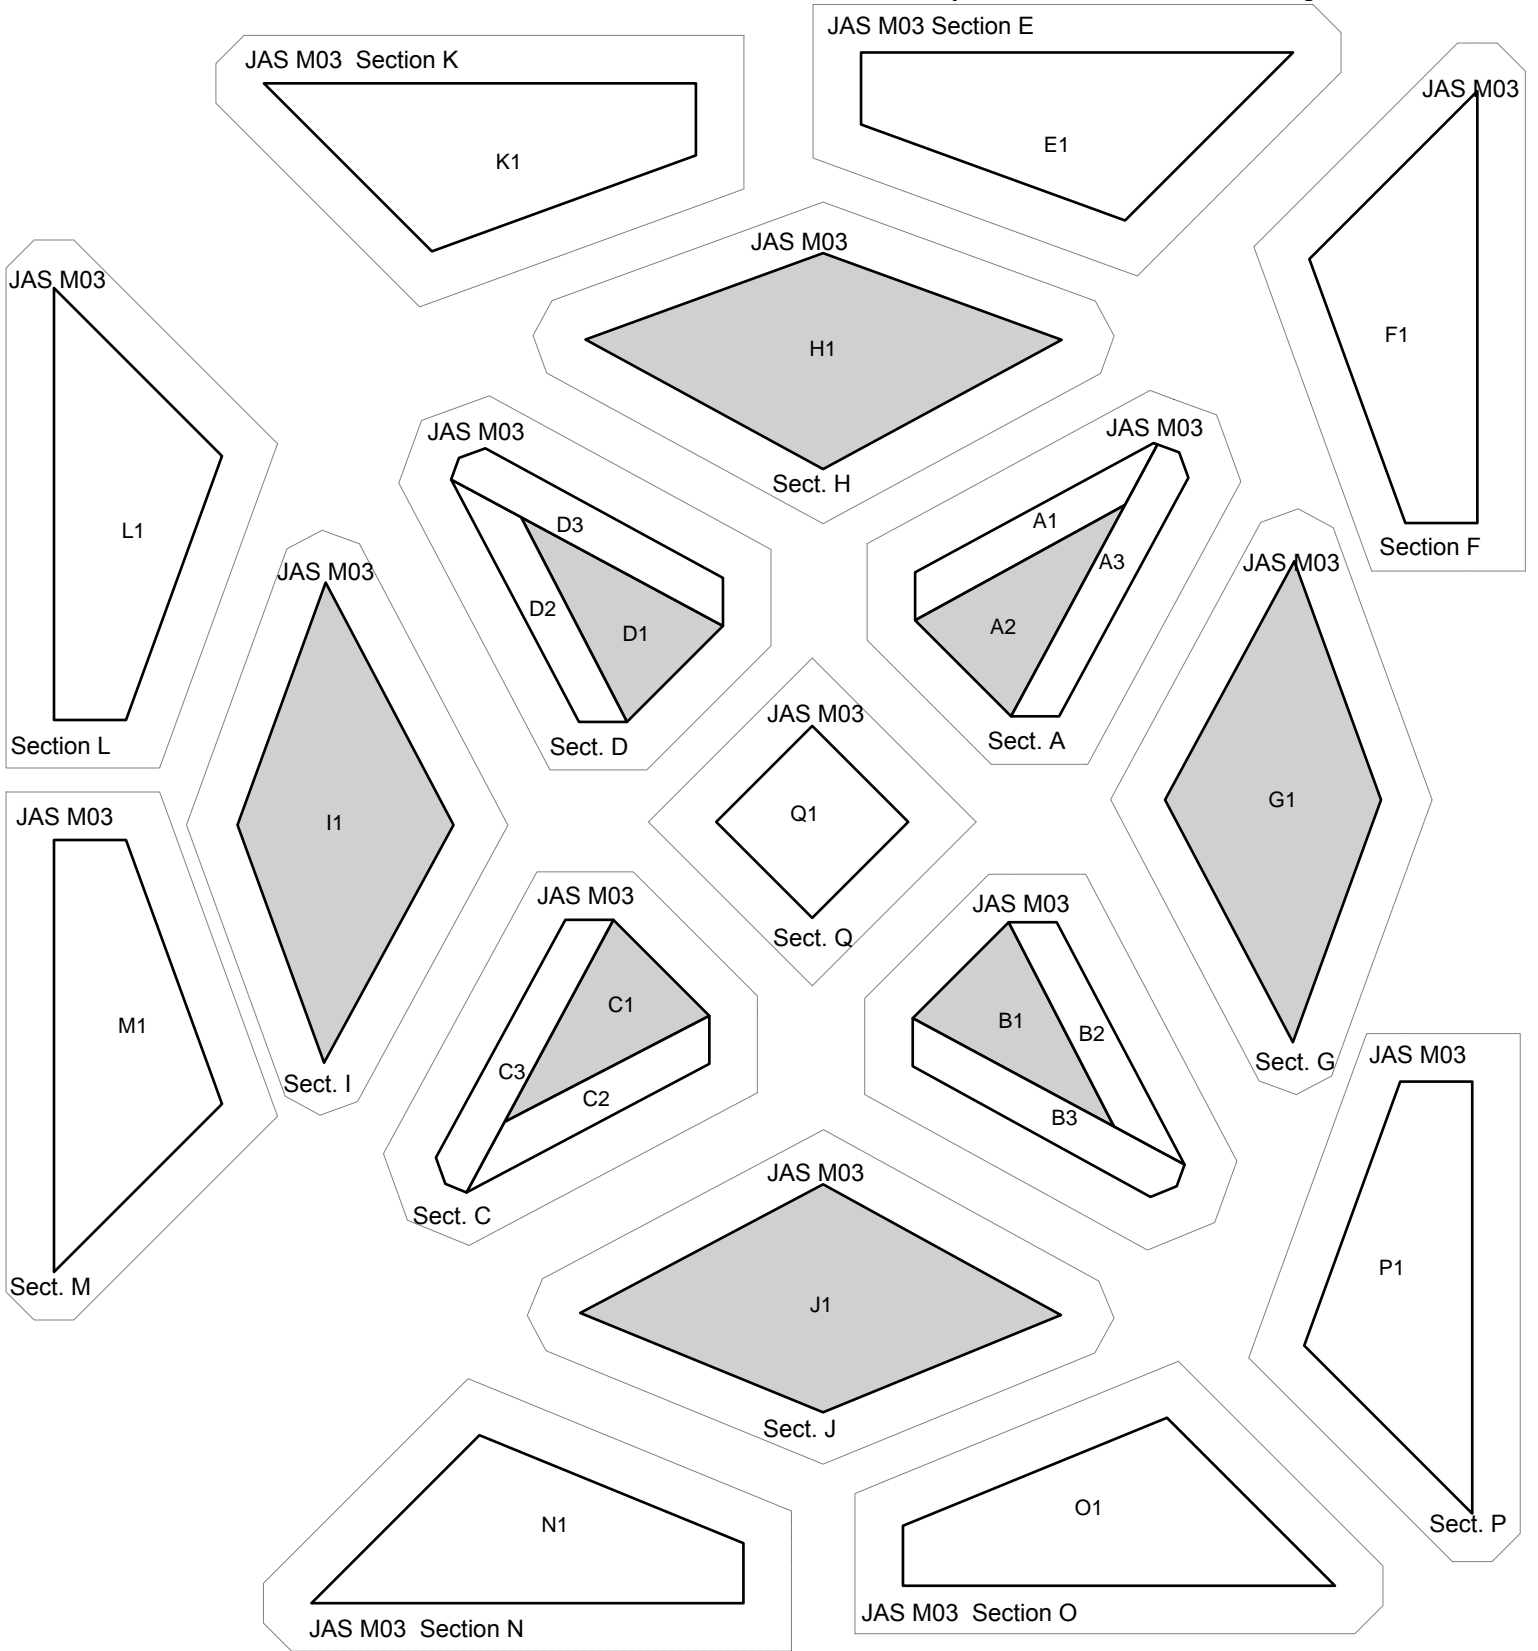 JAS M03 Section E
JAS M03 Section K
JAS M03
K1
E1
JAS M03
H1
Sect. H
JAS M03
L1
Section L
F1
Section F
JAS M03
D3
D2
D1
Sect. D
JAS M03
A1
A3
A2
Sect. A
JAS M03
I1
Sect. I
JAS M03
Q1
Sect. Q
JAS M03
G1
Sect. G
JAS M03
M1
Sect. M
JAS M03
C1
C3
C2
Sect. C
JAS M03
B1
B2
B3
JAS M03
P1
Sect. P
JAS M03
J1
Sect. J
N1
JAS M03 Section N
O1
JAS M03 Section O